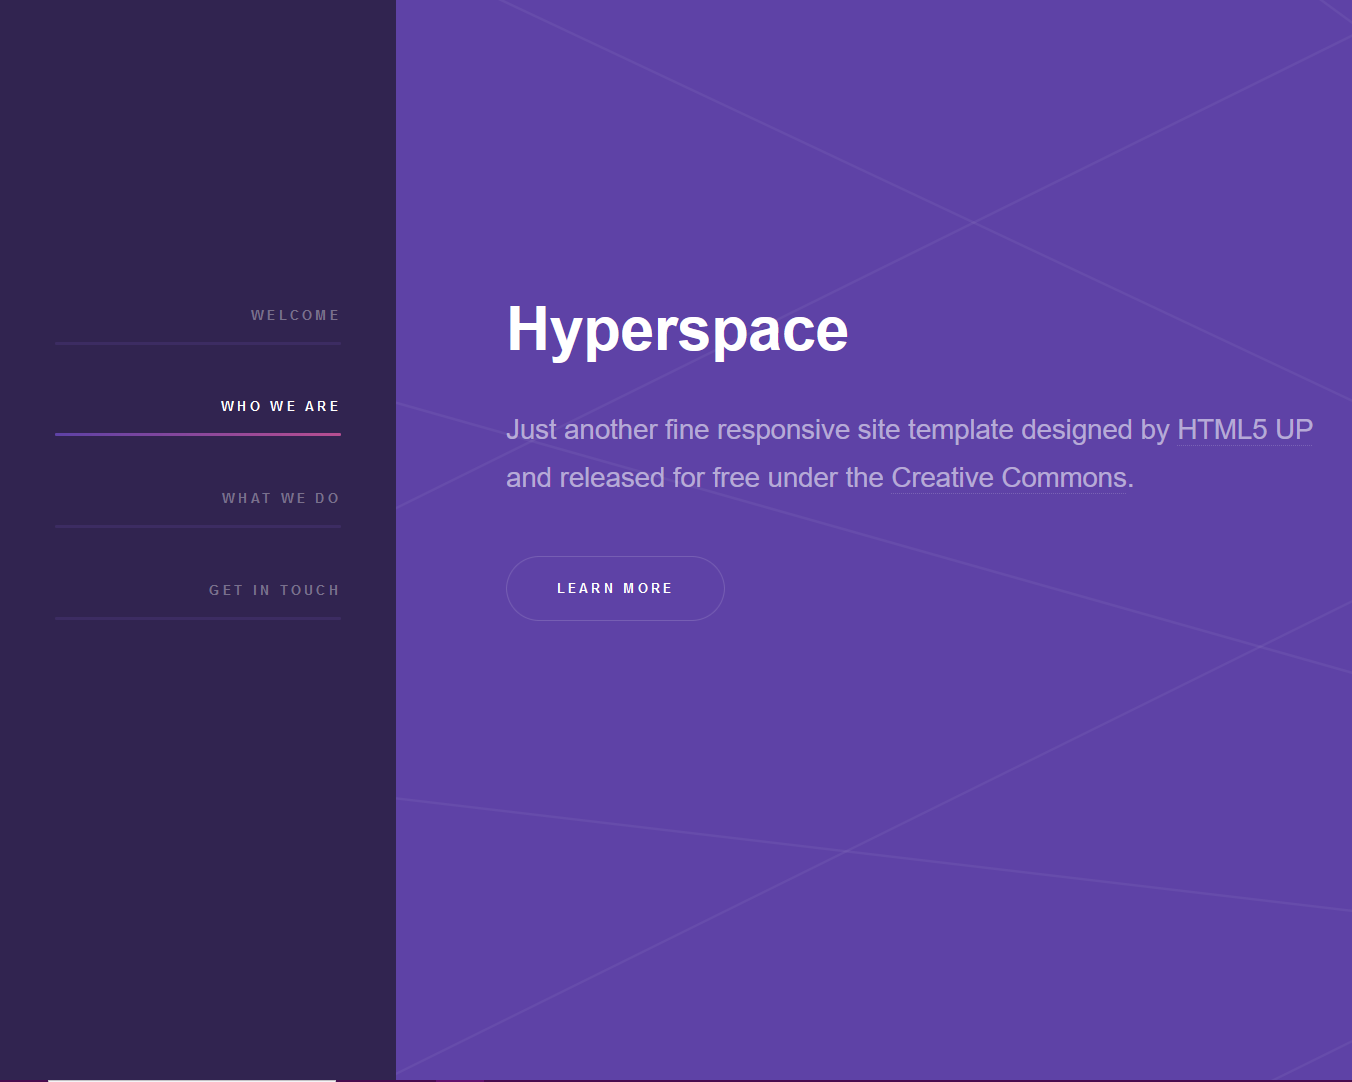 WELCOME
WHO WE ARE
WHAT WE DO
GET IN TOUCH
Hyperspace
Just another fine responsive site template designed by HTML5 UP
and released for free under the Creative Commons.
LEARN MORE